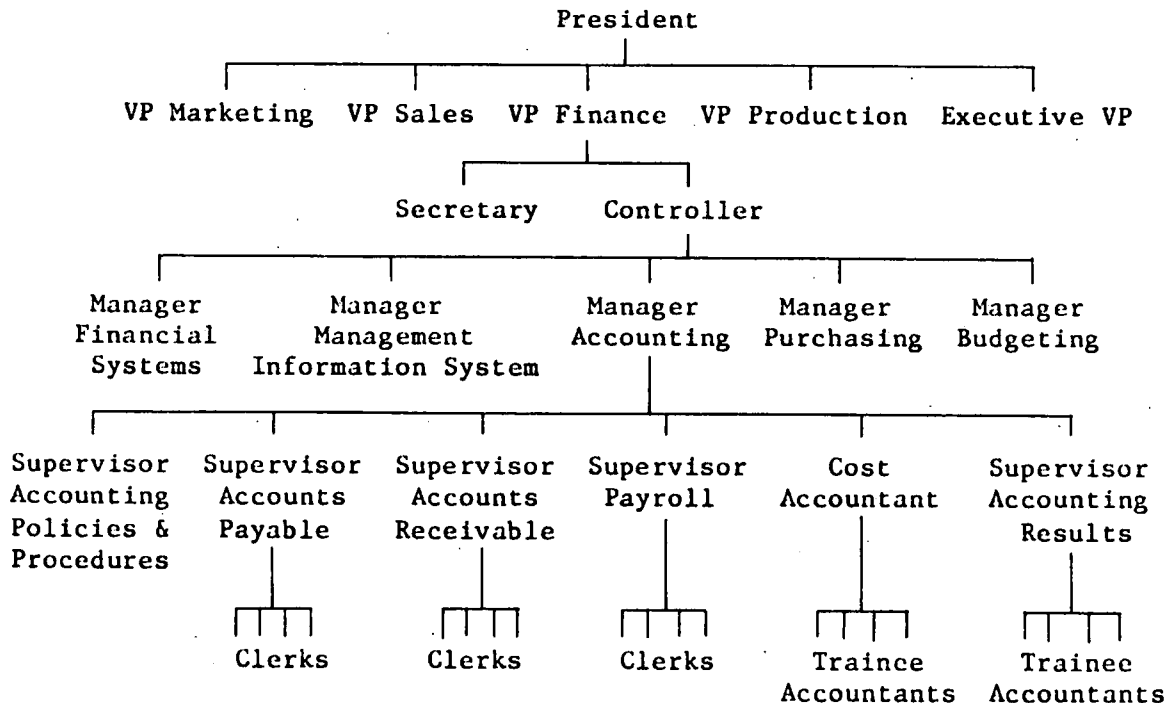 President
VP Marketing VP Sales VP Finance VP Production Executive VP
Secretary Controller
Manager
Financial
Systems
Manager
Management
Information System
Manager
Accounting
Manager
Purchasing
Manager
Budgeting
Supervisor
Accounting
Policies &
Procedures
Supervisor
Accounts
Payable
Supervisor
Accounts
Receivable
Supervisor
Payroll
Cost
Accountant
Supervisor
Accounting
Results
Clerks
Clerks
Clerks
Trainee
Accountants
Trainee
Accountants